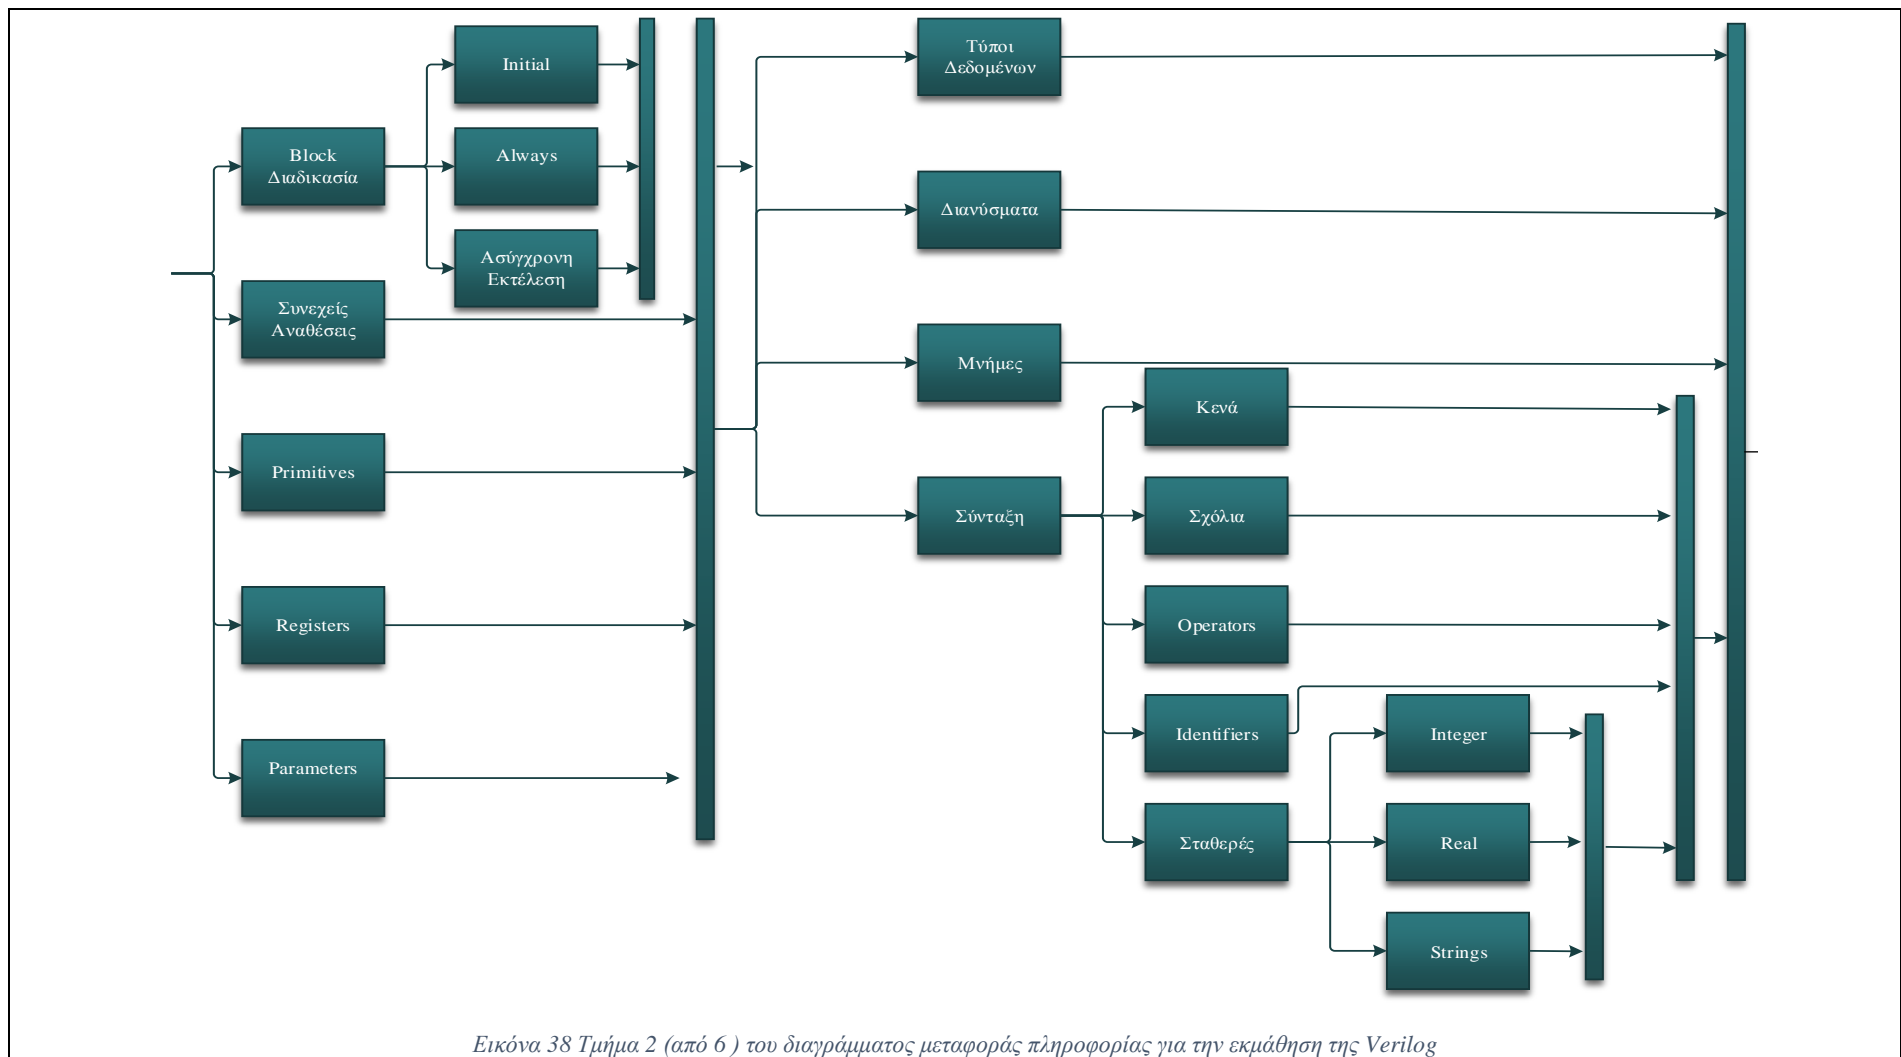 Initial
Block
Διαδικασία
Always
Ασύγχρονη
Εκτέλεση
Συνεχείς
Αναθέσεις
Primitives
Registers
Parameters
Τύποι
Δεδομένων
Διανύσματα
Μνήμες
Σύνταξη
Κενά
Σχόλια
Operators
Identifiers
Σταθερές
Integer
Real
Strings
Εικόνα 38 Τμήμα 2 (από 6 ) του διαγράμματος μεταφοράς πληροφορίας για την εκμάθηση της Verilog